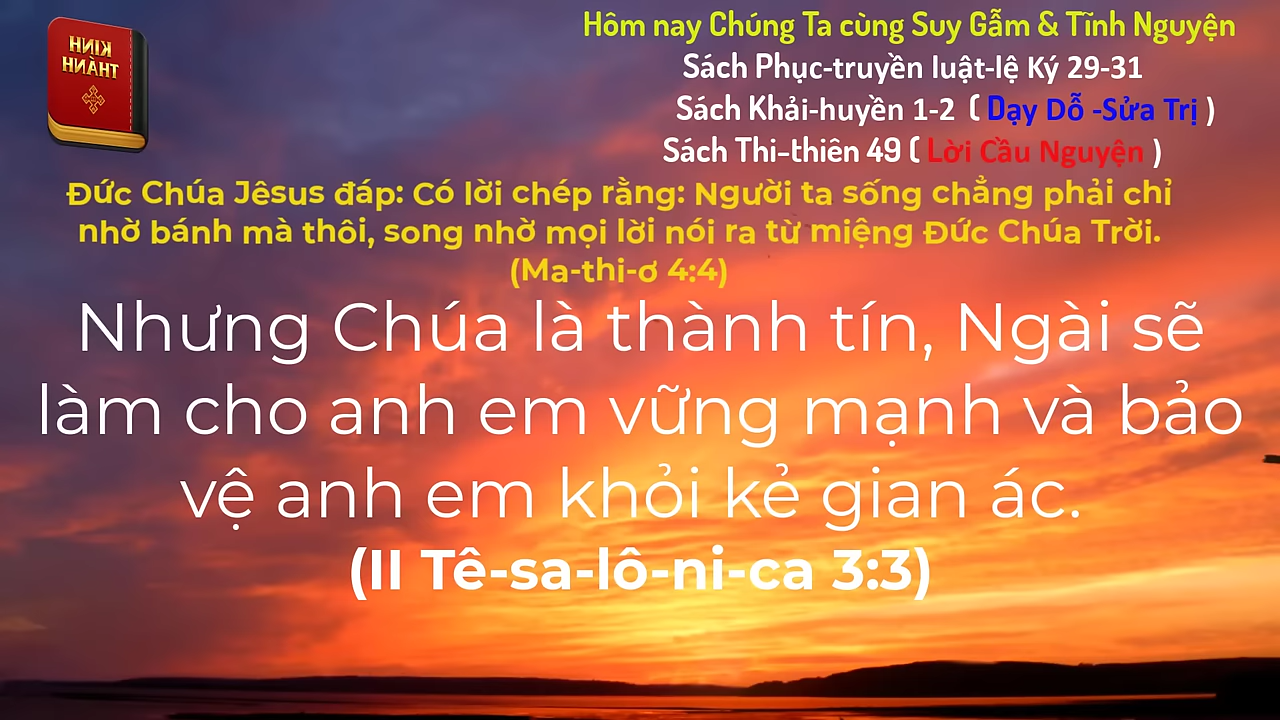 KINH
THÁNH
Hôm nay Chúng Ta cùng Suy Gẫm & Tĩnh Nguyện
Sách Phục-truyền luật-lệ Ký 29-31
Sách Khải-huyền 1-2 ( Dạy Dỗ -Sửa Trị )
Sách Thi-thiên 49 ( Lời Cầu Nguyện )
Đức Chúa Jêsus đáp: Có lời chép rằng: Người ta sống chẳng phải chỉ
nhờ bánh mà thôi, song nhờ mọi lời nói ra từ miệng Đức Chúa Trời.
(Ma-thi-ơ 4:4)
Nhưng Chúa là thành tín, Ngài sẽ
làm cho anh em vững mạnh và bảo
vệ anh em khỏi kẻ gian ác.
(II Tê-sa-lô-ni-ca 3:3)